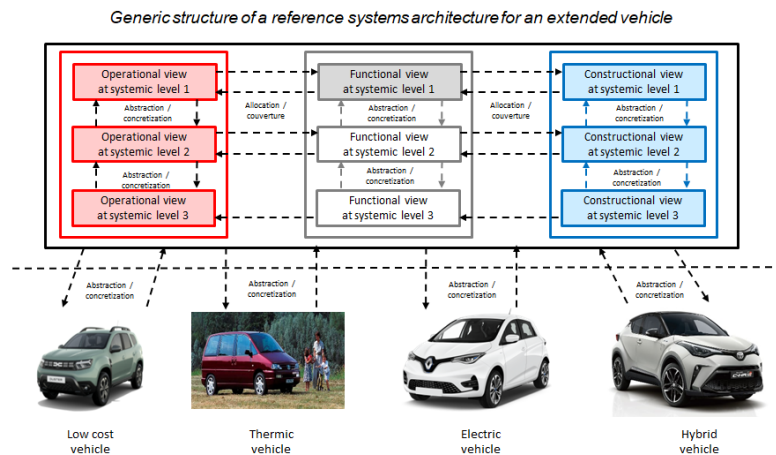 Generic structure of a reference systems architecture for an extended vehicle
Operational view
at systemic level 1
Functional view
at systemic level 1
Constructional view
at systemic level 1
Abstraction /
concretization
Allocation /
couverture
Abstraction /
concretization
Allocation /
couverture
Abstraction /
concretization
Operational view
at systemic level 2
Functional view
at systemic level 2
Constructional view
at systemic level 2
Abstraction /
concretization
Abstraction /
concretization
Abstraction /
concretization
Operational view
at systemic level 3
Functional view
at systemic level 3
Constructional view
at systemic level 3
Abstraction /
concretization
Abstraction /
concretization
Abstraction /
concretization
Abstraction /
concretization
Low cost
vehicle
Thermic
vehicle
Electric
vehicle
Hybrid
vehicle